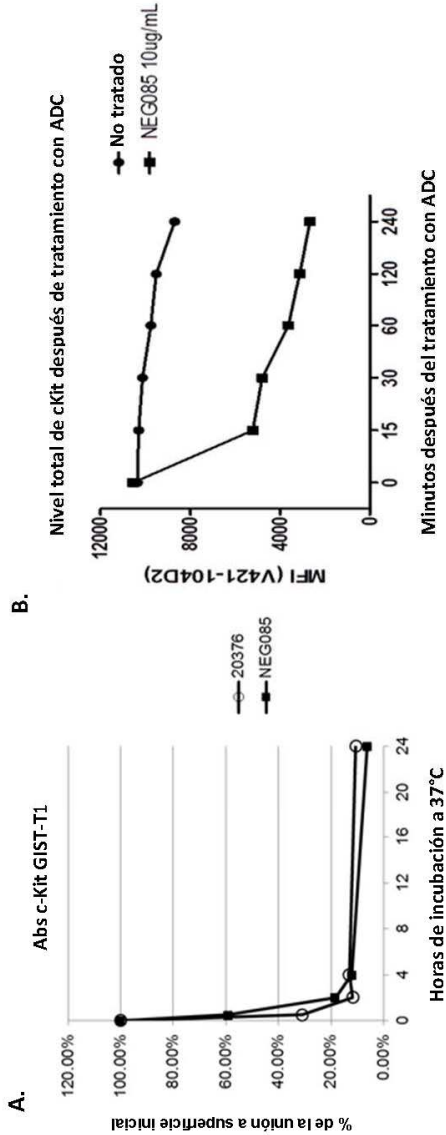 A.
Abs c-Kit GIST-T1
120.00%
100.00%
80.00%
60.00%
40.00%
20.00%
0.00%
% de la unión a superficie inicial
0 4 8 12 16 20 24
Horas de incubación a 37°C
20376
NEG085
B.
Nivel total de cKit después de tratamiento con ADC
12000
8000
4000
0
MFI (V421-104D2)
0 15 30 60 120 240
Minutos después del tratamiento con ADC
No tratado
NEG085 10ug/mL